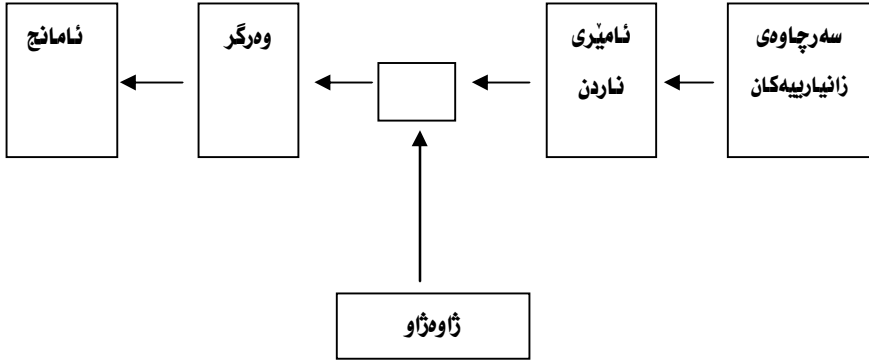 سەرچاوەی
زانیارییەکان
ئامێری
ناردن
وەرگر
ئامانج
ژاوەژاو